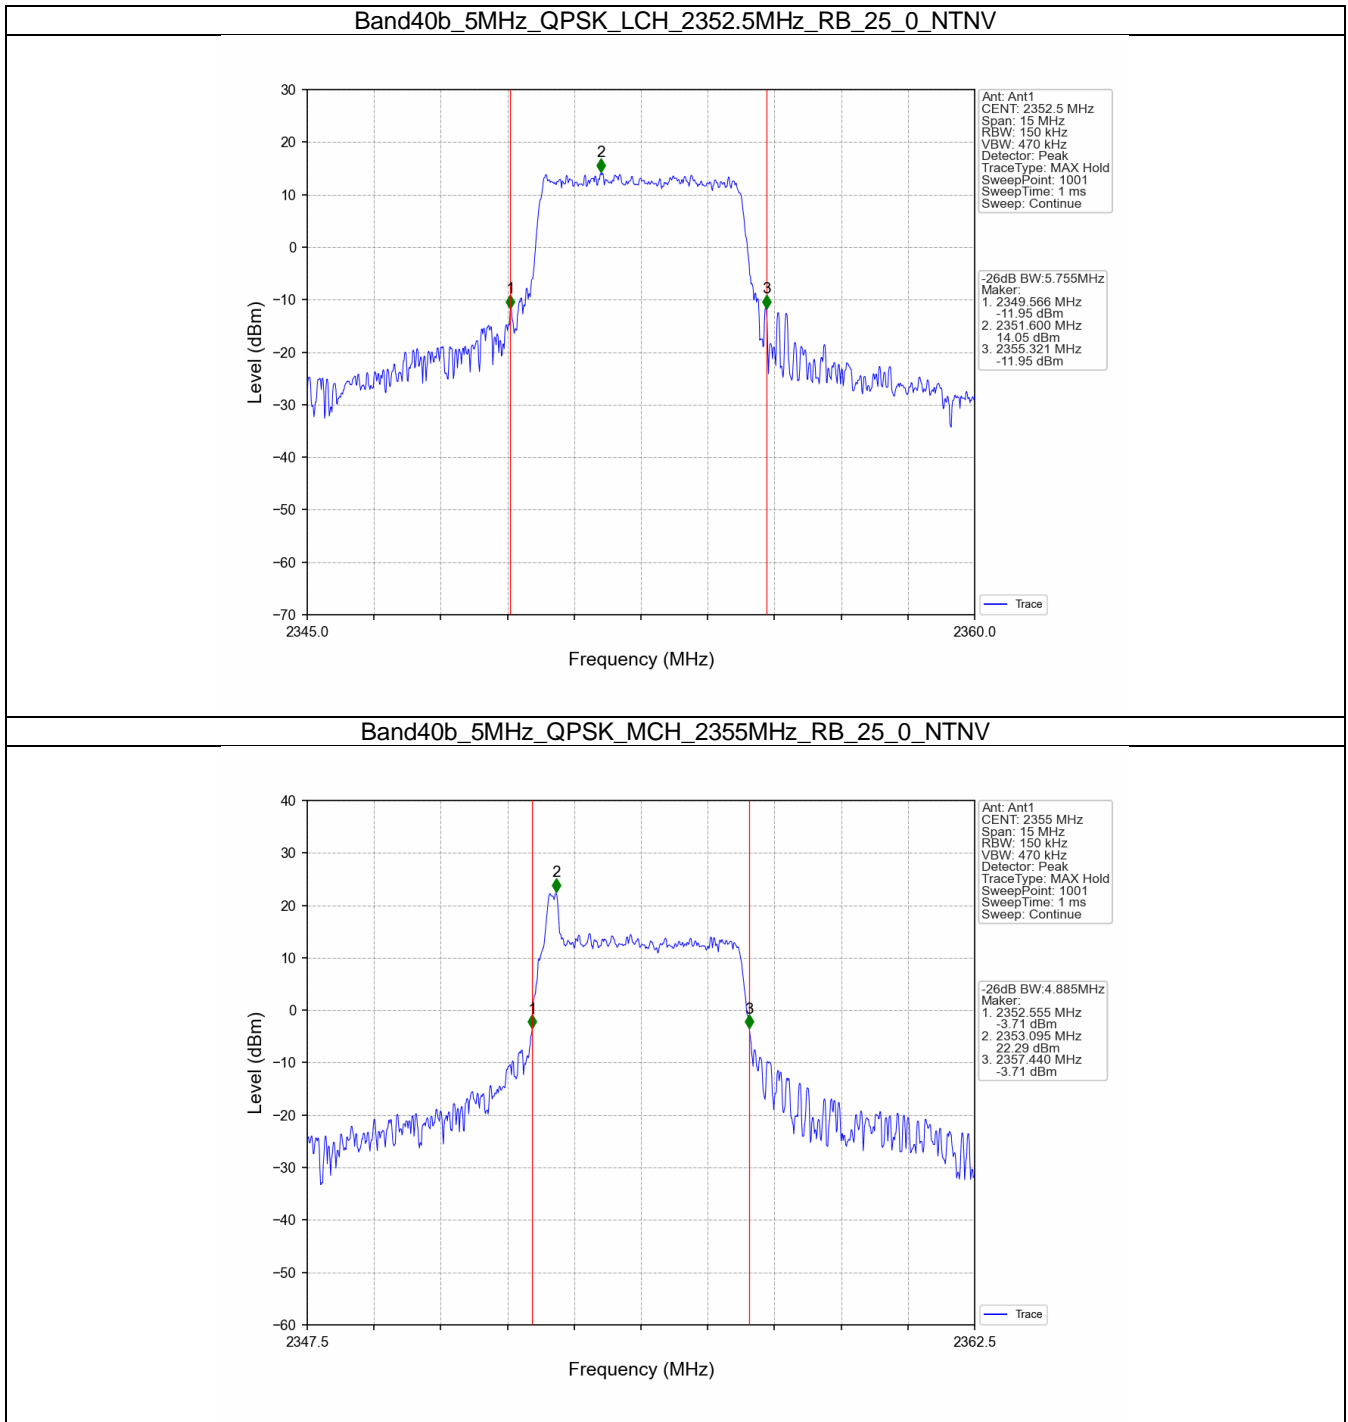 Band40b_5MHz_QPSK_LCH_2352.5MHz_RB_25_0_NTNV
30
20
10
0
−10
−20
−30
−40
−50
−60
−70
Level (dBm)
2345.0
2360.0
Frequency (MHz)
1
2
3
Ant: Ant1
CENT: 2352.5 MHz
Span: 15 MHz
RBW: 150 kHz
VBW: 470 kHz
Detector: Peak
TraceType: MAX Hold
SweepPoint: 1001
SweepTime: 1 ms
Sweep: Continue
-26dB BW:5.755MHz
Maker:
1. 2349.566 MHz
-11.95 dBm
2. 2351.600 MHz
14.05 dBm
3. 2355.321 MHz
-11.95 dBm
Trace
Band40b_5MHz_QPSK_MCH_2355MHz_RB_25_0_NTNV
40
30
20
10
0
−10
−20
−30
−40
−50
−60
Level (dBm)
2347.5
2362.5
Frequency (MHz)
1
2
3
Ant: Ant1
CENT: 2355 MHz
Span: 15 MHz
RBW: 150 kHz
VBW: 470 kHz
Detector: Peak
TraceType: MAX Hold
SweepPoint: 1001
SweepTime: 1 ms
Sweep: Continue
-26dB BW:4.885MHz
Maker:
1. 2352.555 MHz
-3.71 dBm
2. 2353.095 MHz
22.29 dBm
3. 2357.440 MHz
-3.71 dBm
Trace